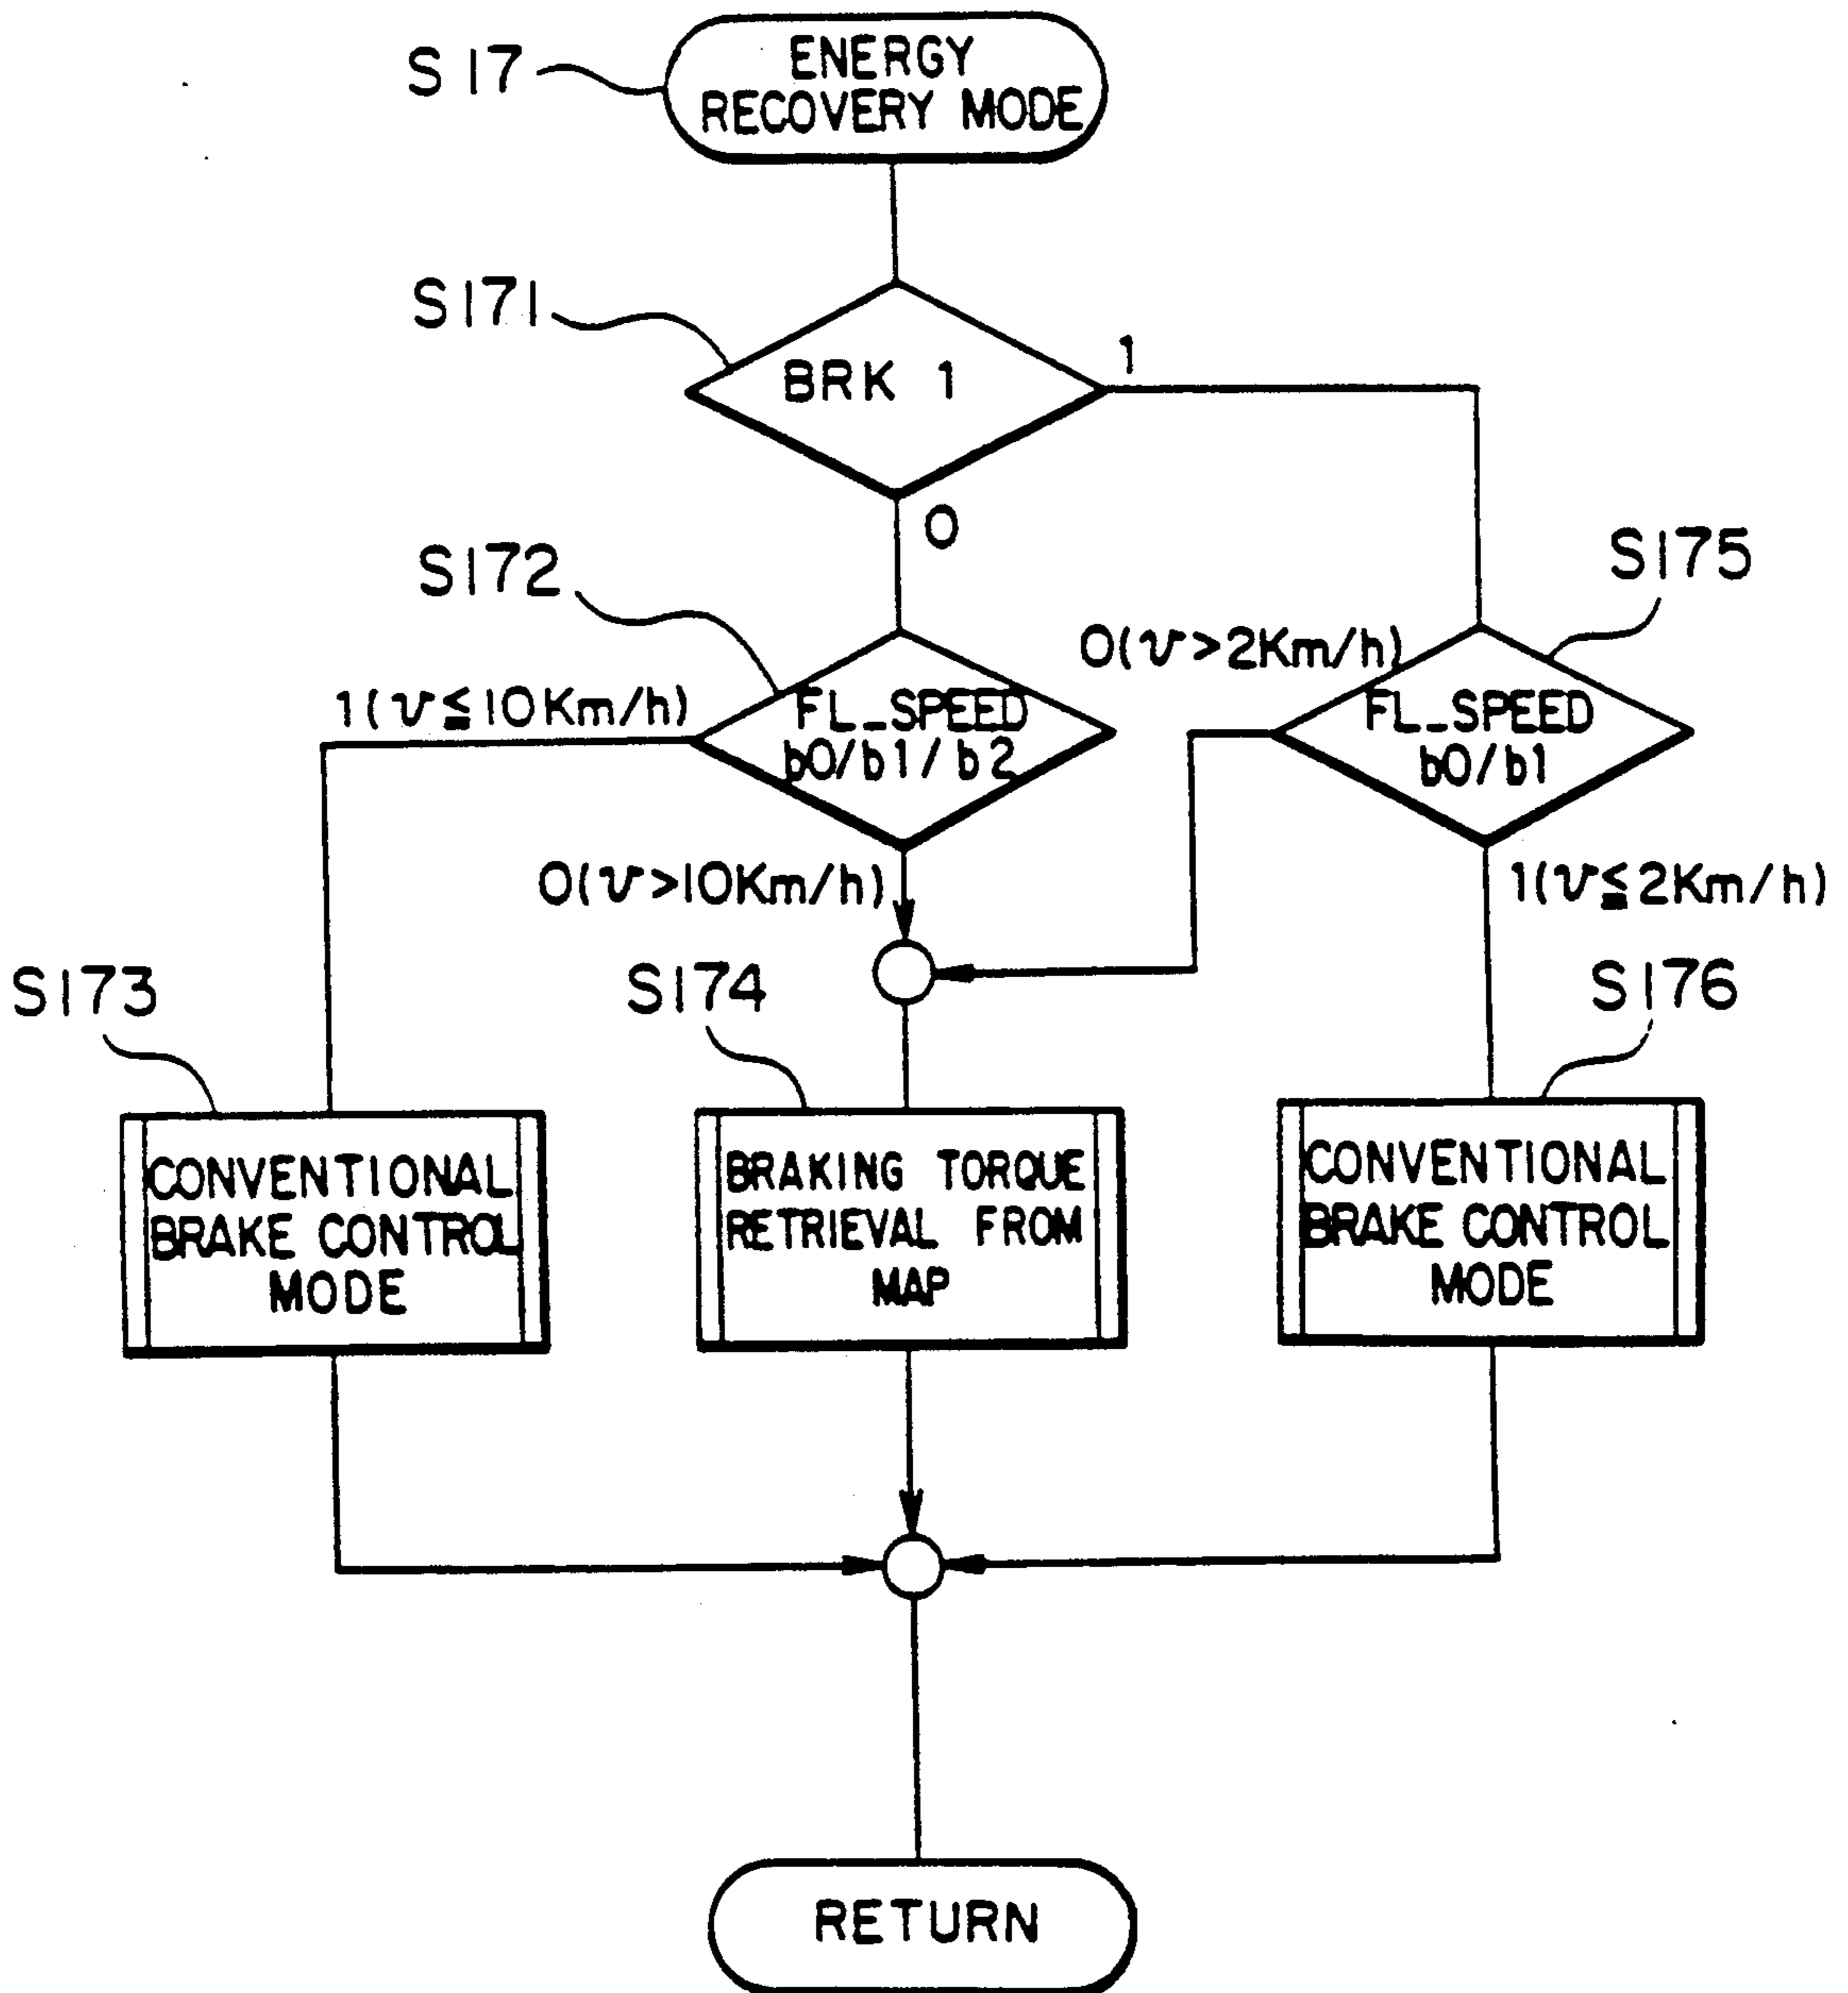 S17
ENERGY
RECOVERY MODE
S171
BRK 1
1
0
S172
S175
0(v>2Km/h)
1(v≦10Km/h)
FL_SPEED
b0/b1/b2
FL_SPEED
b0/b1
0(v>10Km/h)
1(v≦2Km/h)
S173
S174
S176
CONVENTIONAL
BRAKE CONTROL
MODE
BRAKING TORQUE
RETRIEVAL FROM
MAP
CONVENTIONAL
BRAKE CONTROL
MODE
RETURN